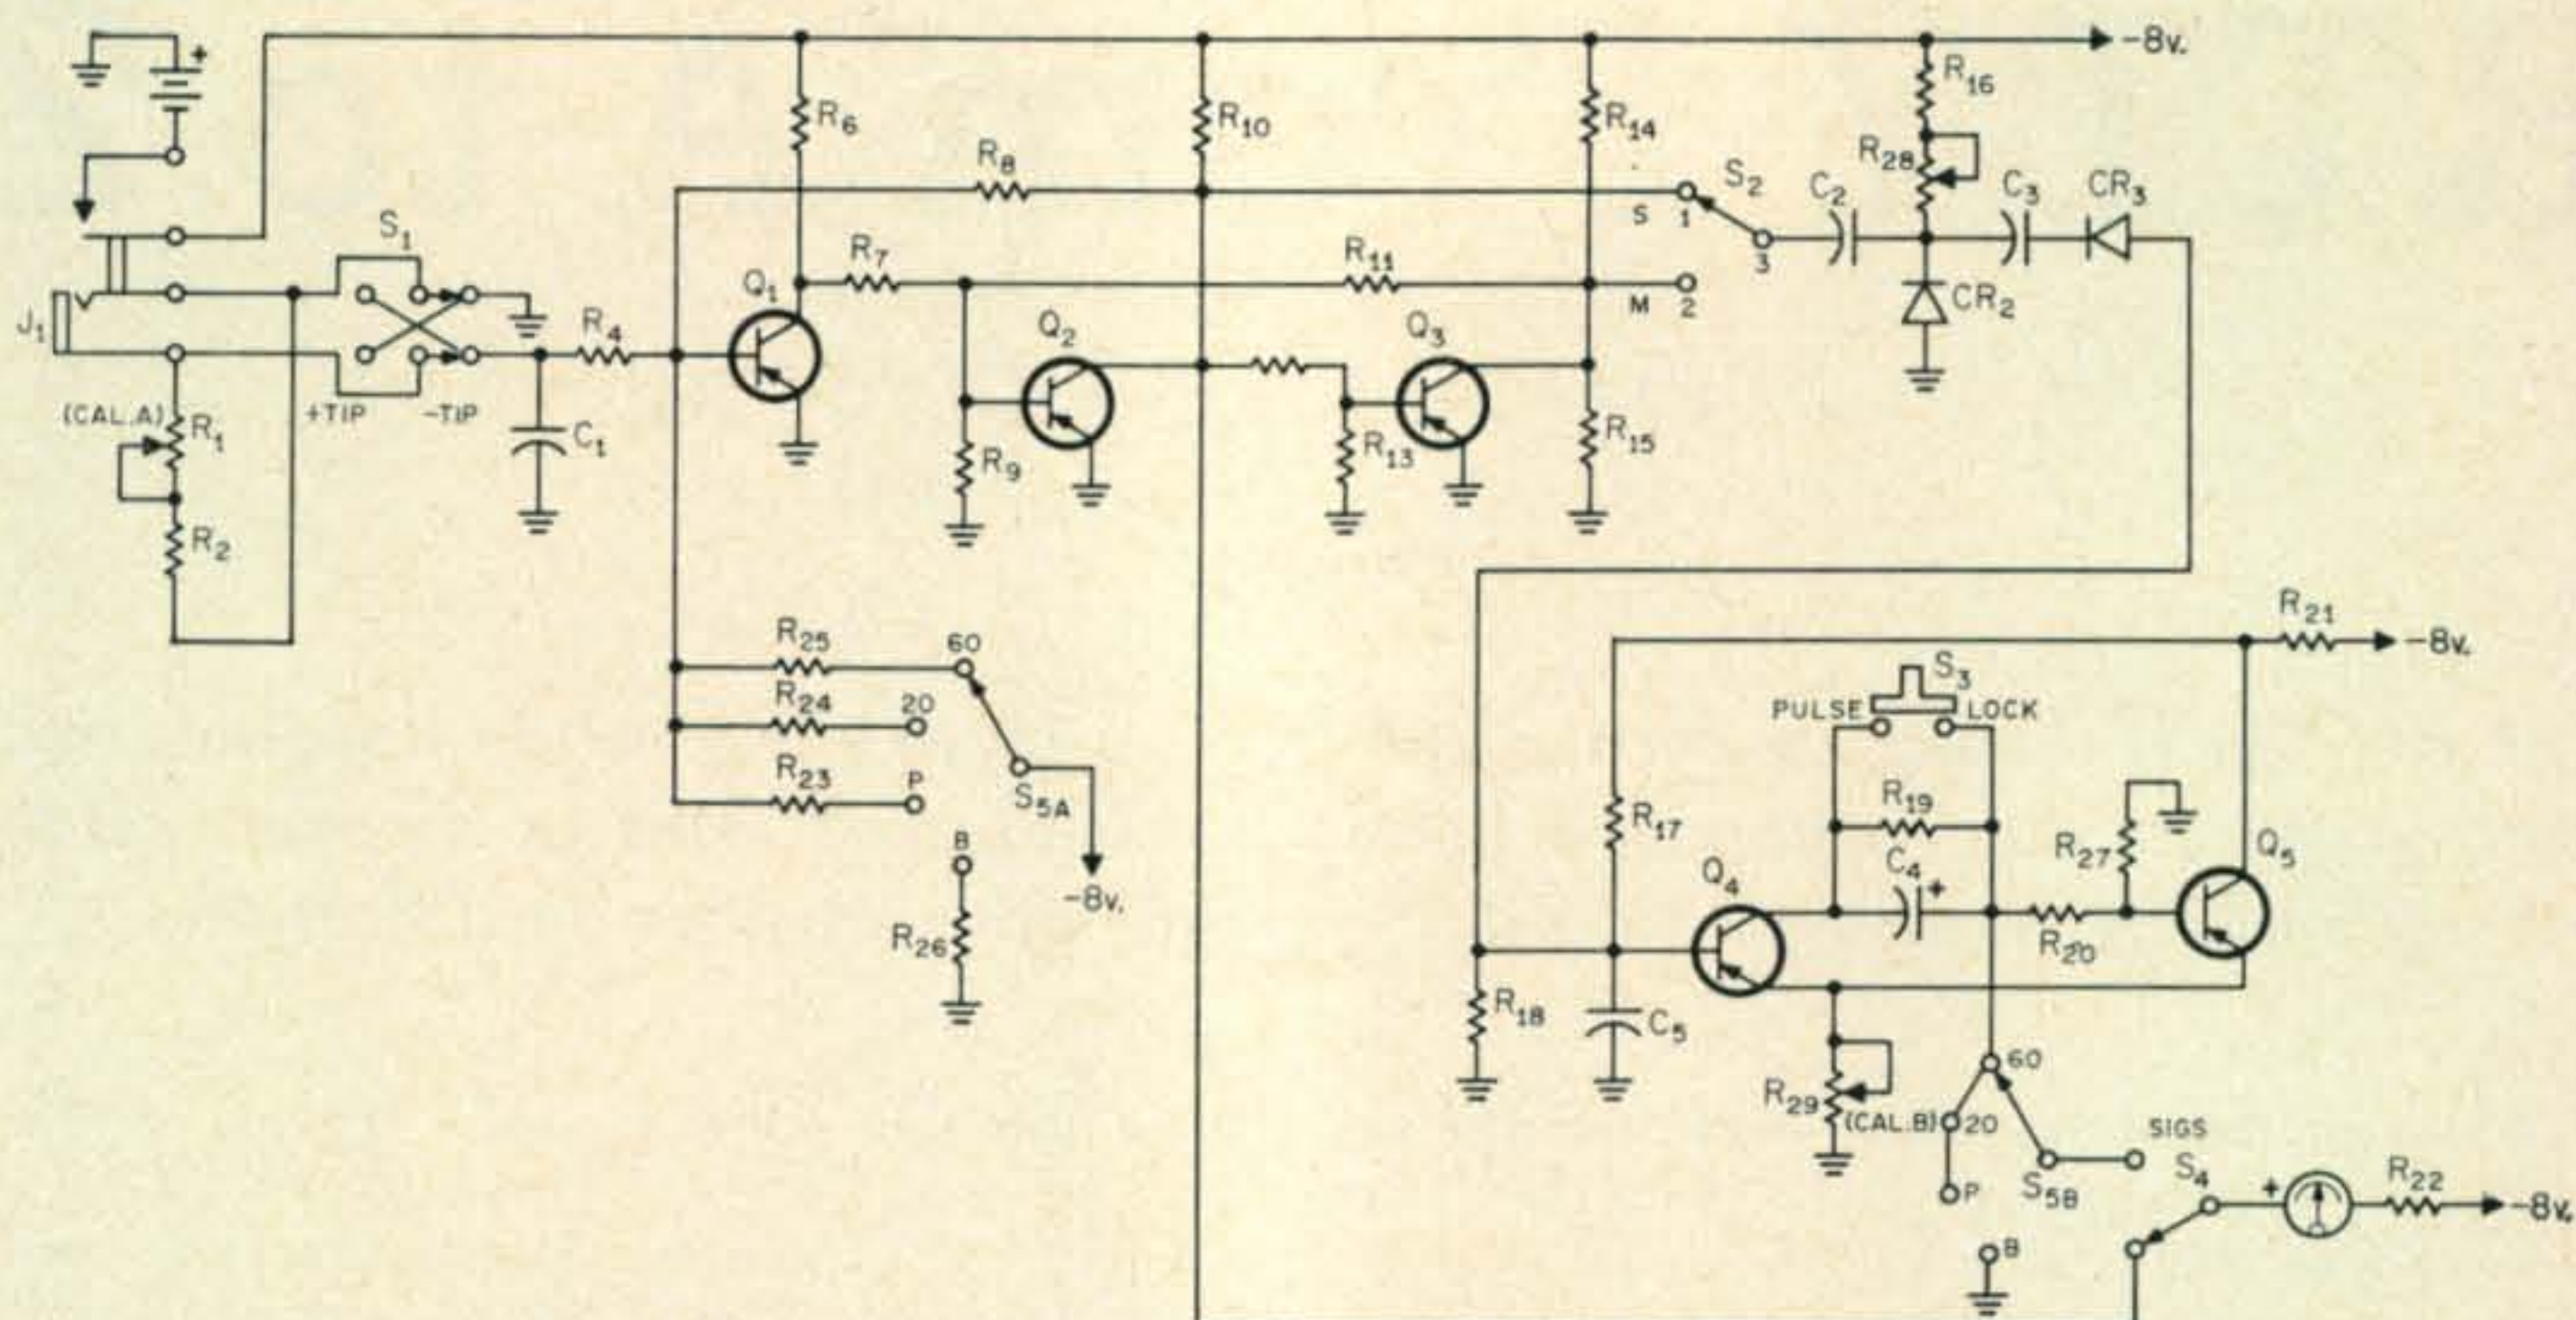 +
-8v.
R16
R6
R10
R14
R8
R28
S2
C2
C3
CR3
S1
S 1
R7
R11
3
J1
Q1
M 2
CR2
R4
Q2
Q3
(CAL.A)
R1
+TIP
-TIP
C1
R9
R13
R15
R2
R21
-8v.
R25
60
S3
R24
20
PULSE
LOCK
R23
P
S5A
R19
R17
R27
Q5
B
-8v.
Q4
C4
+
R26
R20
R18
C5
60
R29
(CAL.B)
20
SIGS
S4
P
S5B
+
R22
-8v.
B